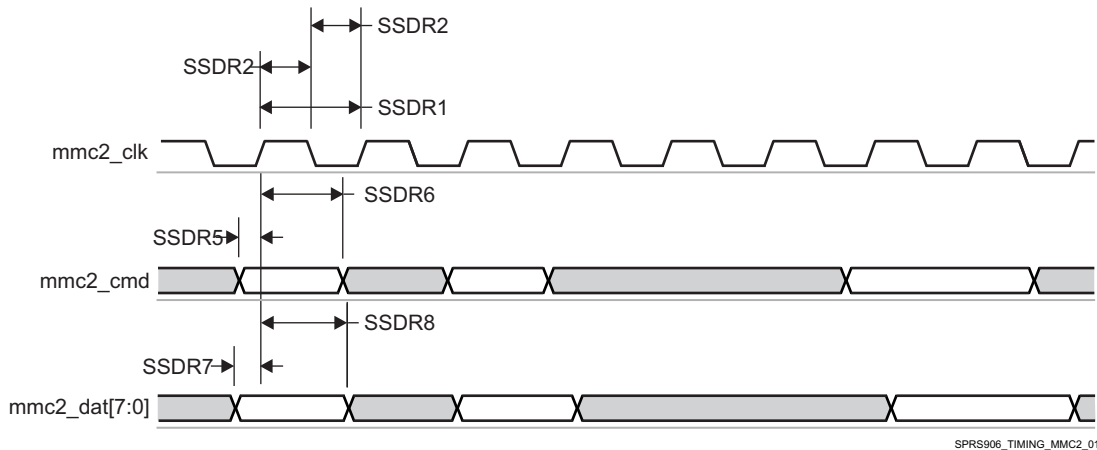 SSDR2
SSDR2
SSDR1
mmc2_clk
SSDR6
SSDR5
mmc2_cmd
SSDR8
SSDR7
mmc2_dat[7:0]
SPRS906_TIMING_MMC2_01